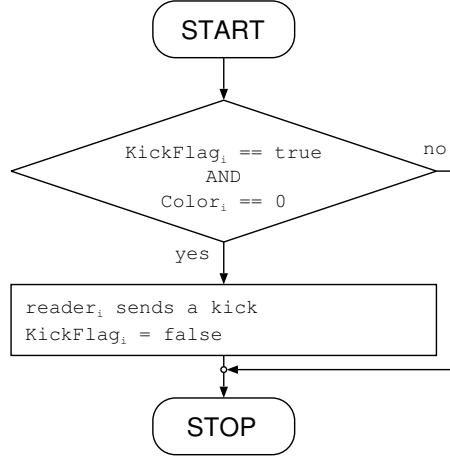 START
KickFlagᵢ == true
AND
Colorᵢ == 0
no
yes
readerᵢ sends a kick
KickFlagᵢ = false
STOP